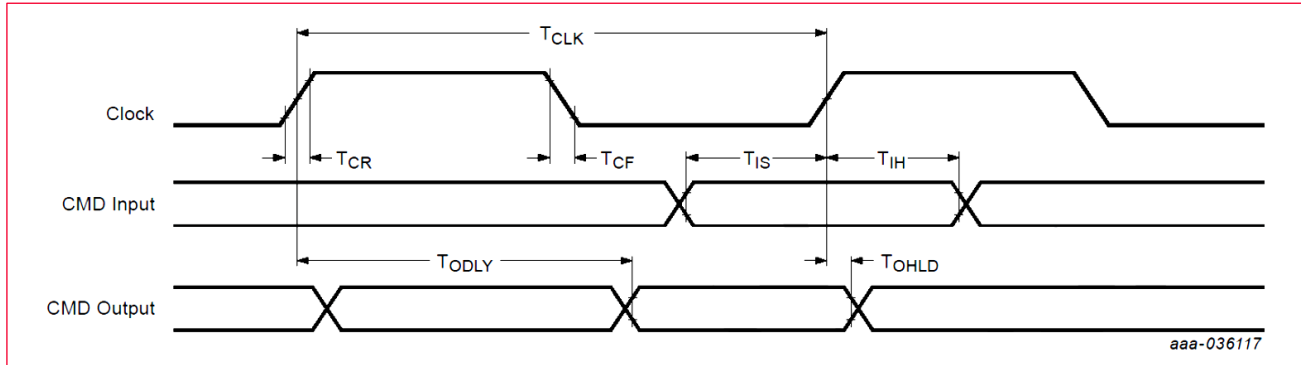 TCLK
Clock
TCR
TCF
TIS
TIH
CMD Input
TODLY
TOHLD
CMD Output
aaa-036117